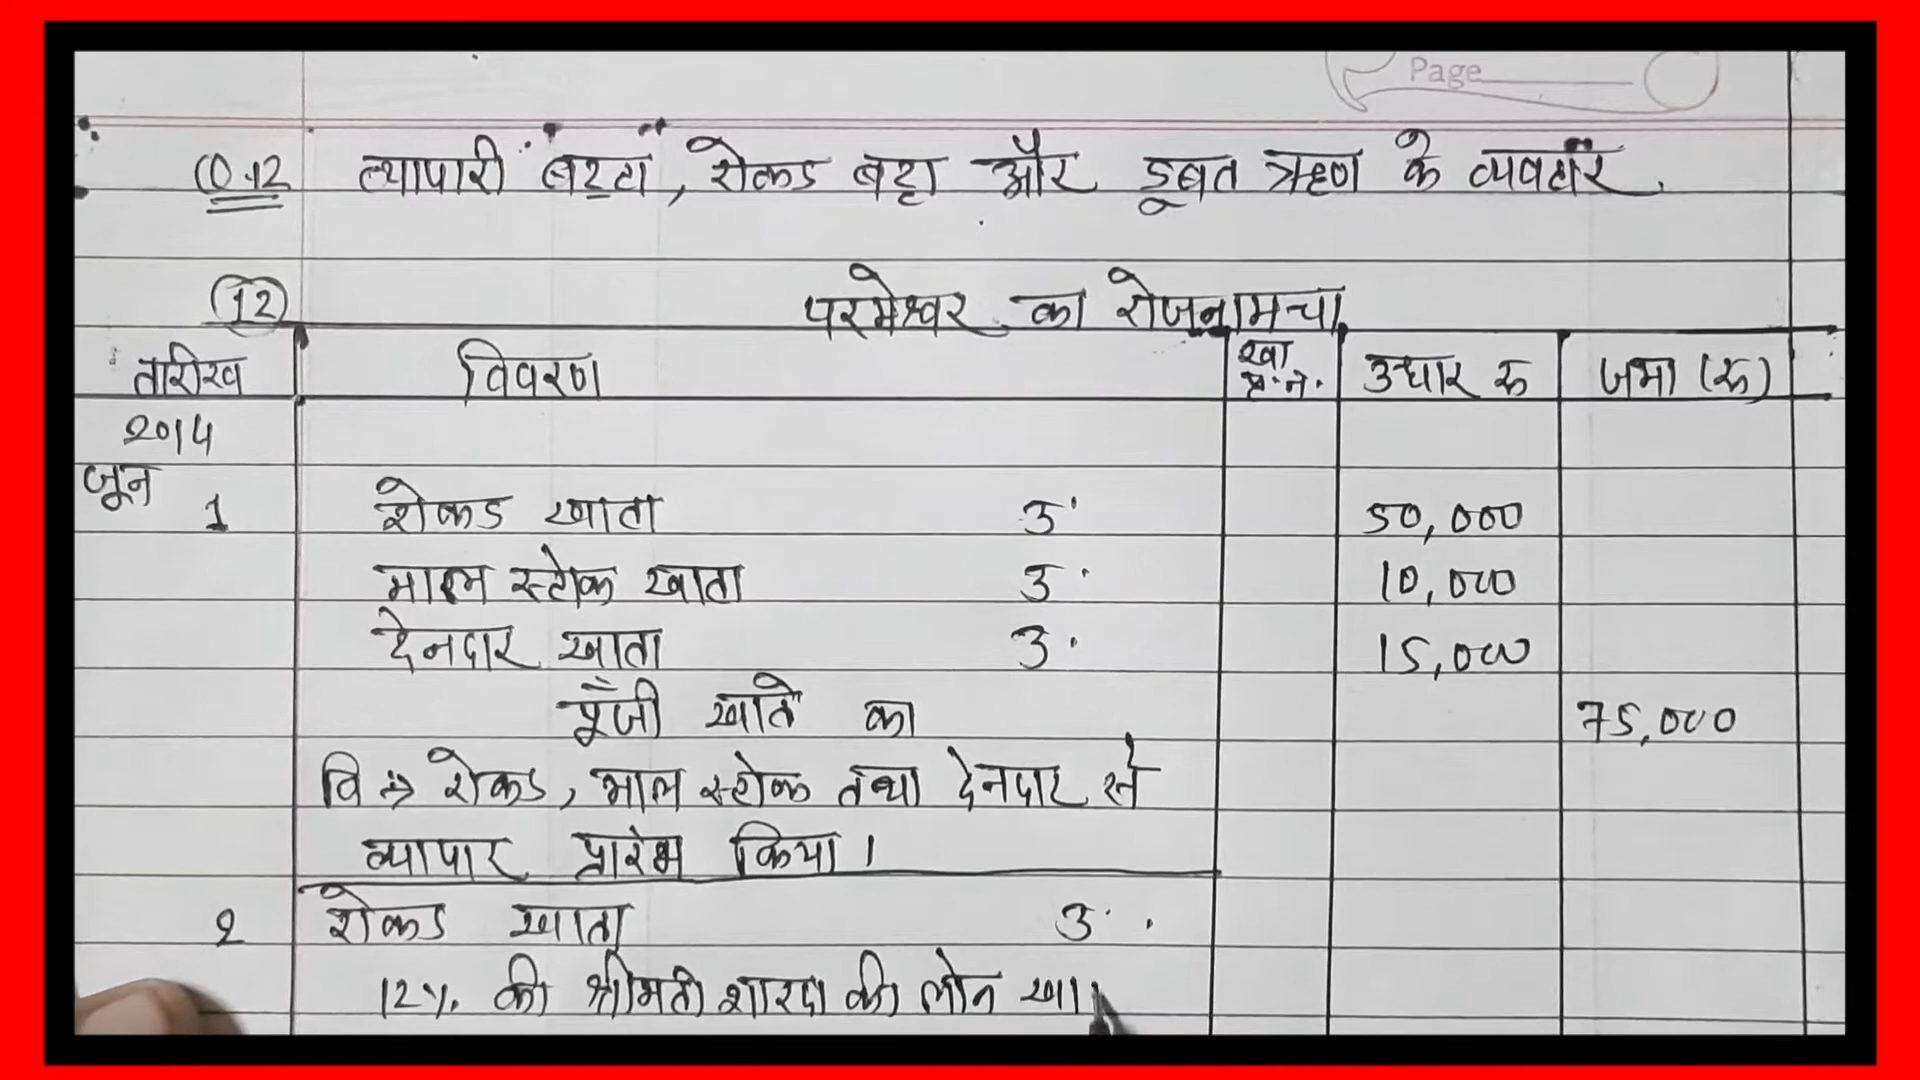 Page
Q.12 व्यापारी बट्टा, रोकड बट्टा और डूबत ऋण के व्यवहार
(12) परमेश्वर का रोजनामचा
तारीख विवरण खा.पृ.नं. उधार रु जमा (रु)
2014
जून 1 रोकड खाता उ. 50,000
माल स्टोक खाता उ. 10,000
देनदार खाता उ. 15,000
पूँजी खाते का 75,000
वि → रोकड, माल स्टोक तथा देनदार से
व्यापार प्रारंभ किया।
2 रोकड खाता उ.
12% की श्रीमती शारदा की लोन खा